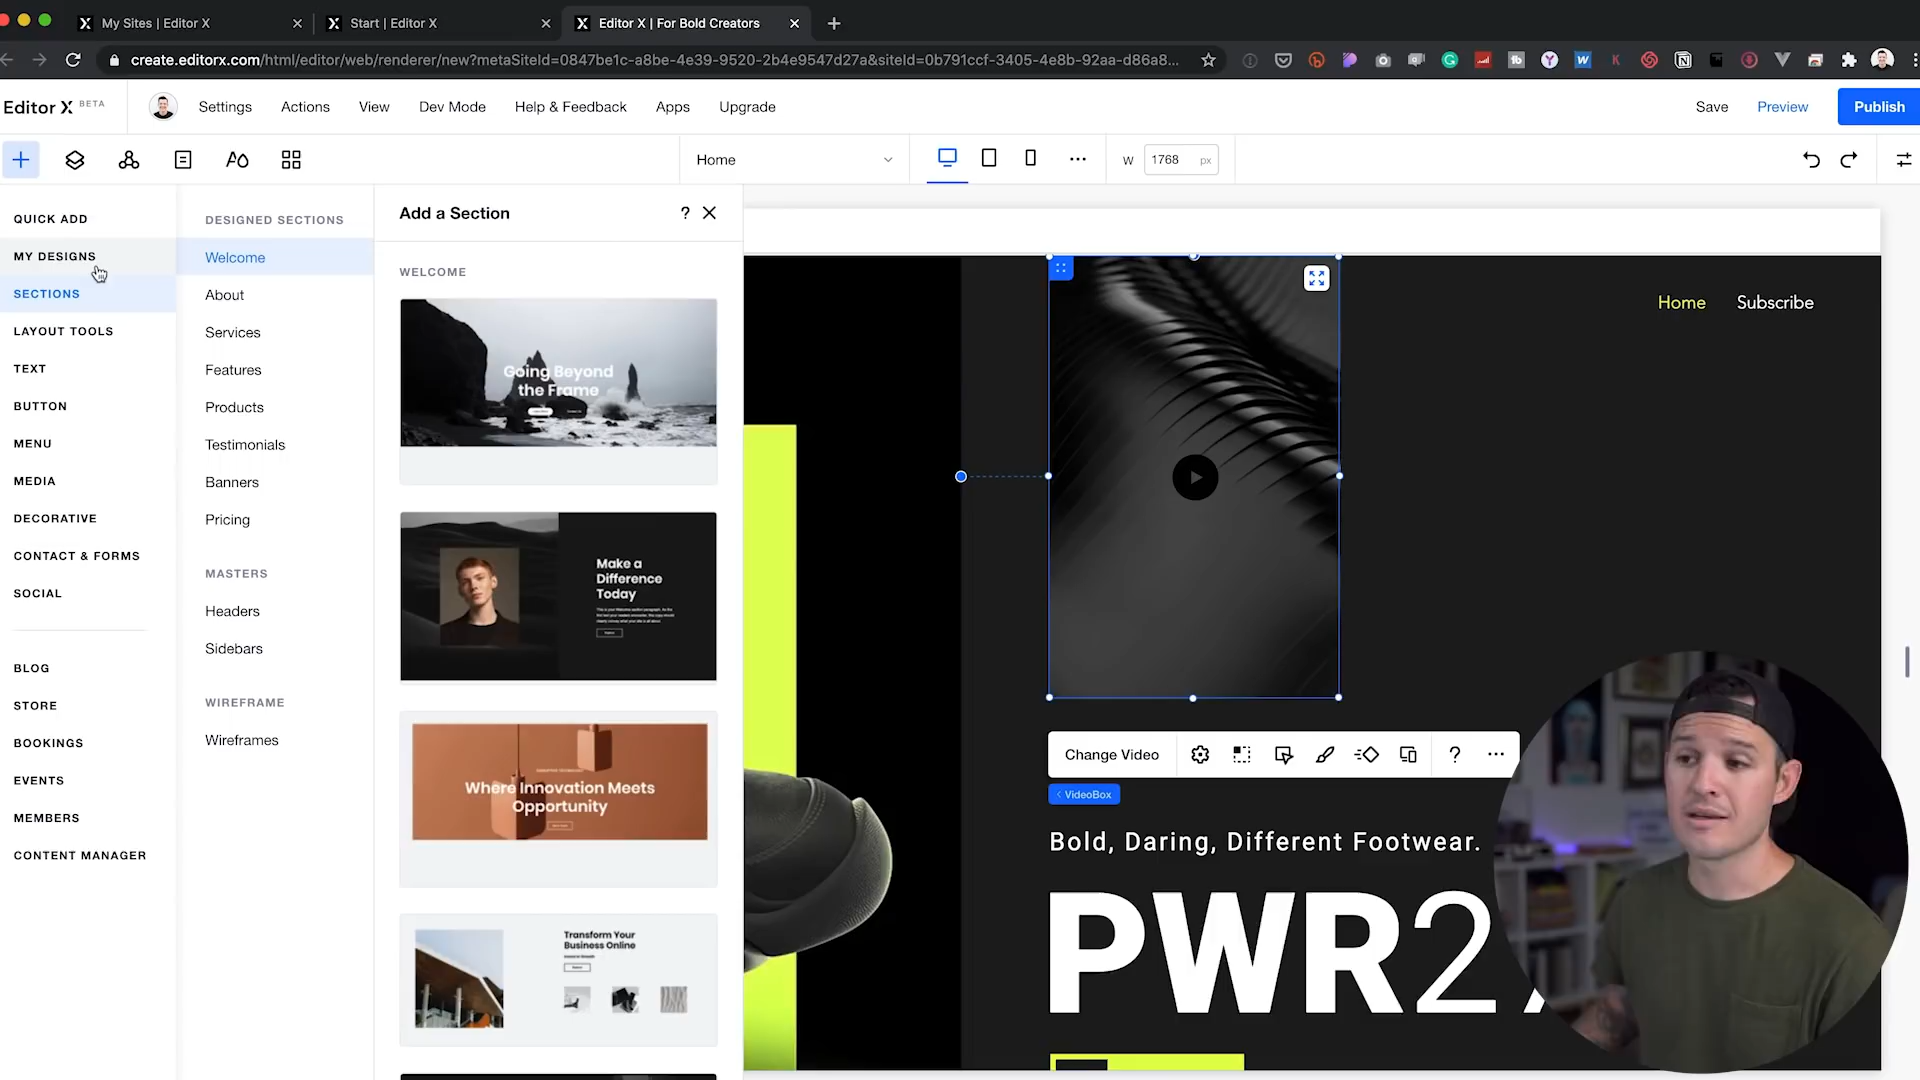 My Sites | Editor X
Start | Editor X
Editor X | For Bold Creators
create.editorx.com/html/editor/web/renderer/new?metaSiteId=0847be1c-a8be-4e39-9520-2b4e9547d27a&siteId=0b791ccf-3405-4e8b-92aa-d86a8...
Editor X BETA
Settings
Actions
View
Dev Mode
Help & Feedback
Apps
Upgrade
Save
Preview
Publish
Home
W
1768 px
QUICK ADD
MY DESIGNS
SECTIONS
LAYOUT TOOLS
TEXT
BUTTON
MENU
MEDIA
DECORATIVE
CONTACT & FORMS
SOCIAL
BLOG
STORE
BOOKINGS
EVENTS
MEMBERS
CONTENT MANAGER
DESIGNED SECTIONS
Welcome
About
Services
Features
Products
Testimonials
Banners
Pricing
MASTERS
Headers
Sidebars
WIREFRAME
Wireframes
Add a Section
?
WELCOME
Going Beyond
the Frame
Make a
Difference
Today
Where Innovation Meets
Opportunity
Transform Your
Business Online
Home
Subscribe
Change Video
?
< VideoBox
Bold, Daring, Different Footwear.
PWR2